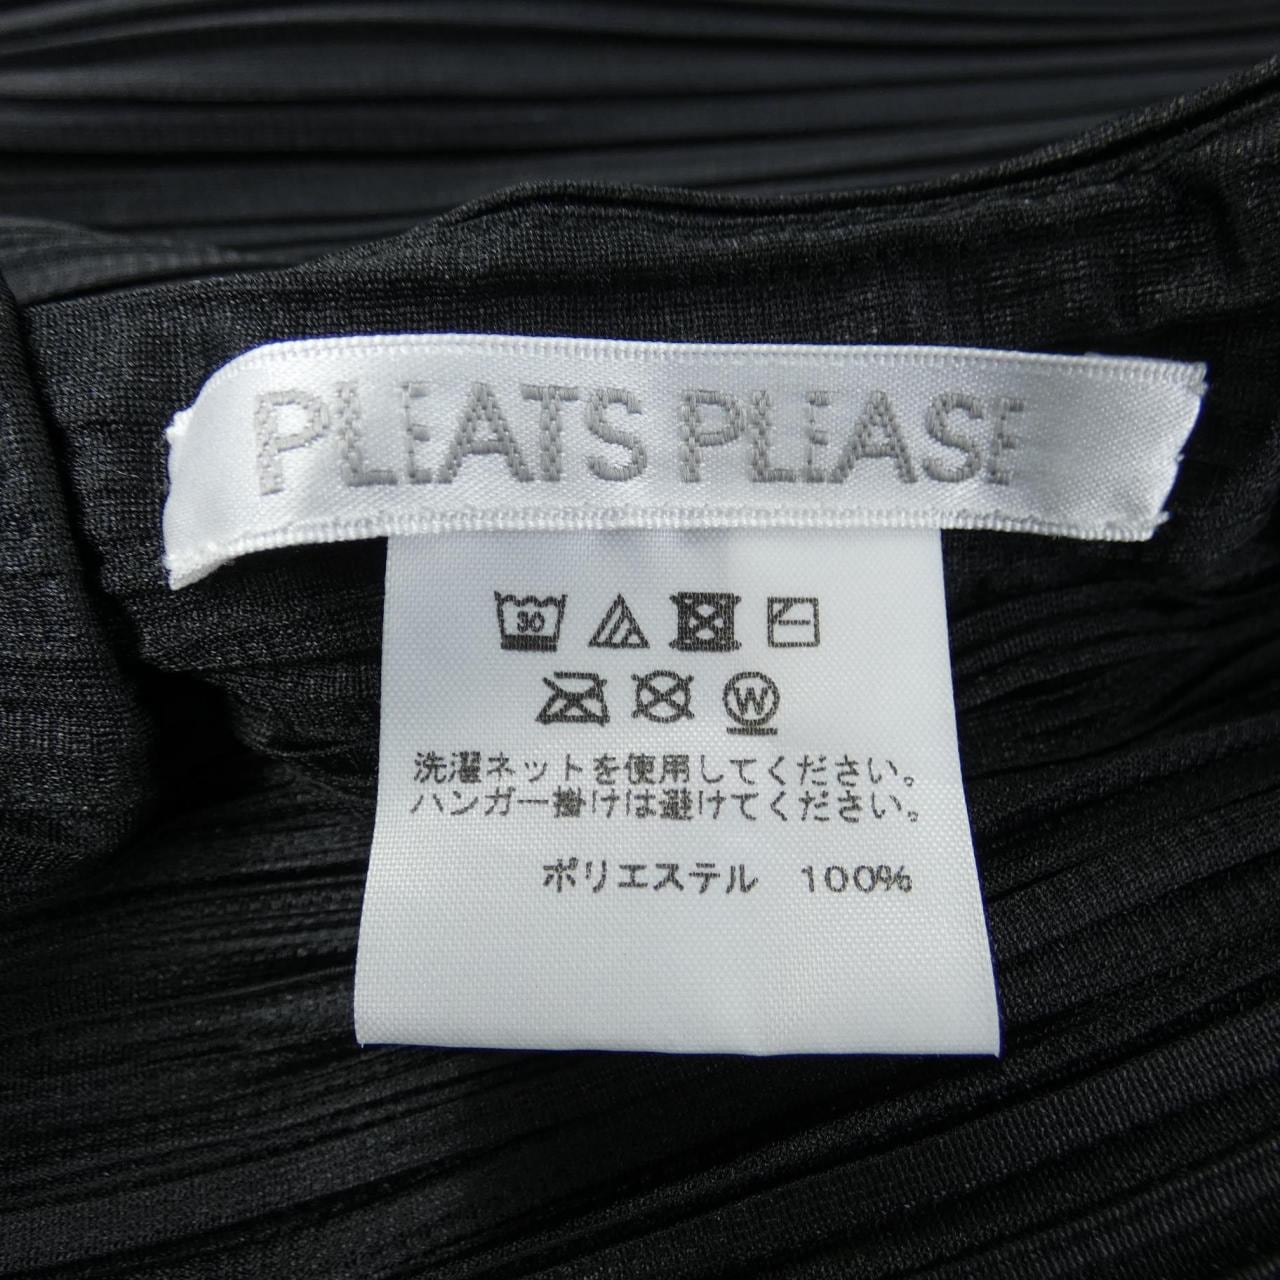 PLEATS PLEASE
30
W
洗濯ネットを使用してください。
ハンガー掛けは避けてください。
ポリエステル 100%